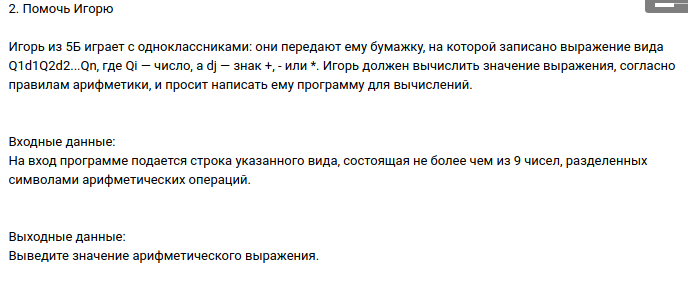 2. Помочь Игорю
Игорь из 5Б играет с одноклассниками: они передают ему бумажку, на которой записано выражение вида
Q1d1Q2d2...Qn, где Qi — число, а dj — знак +, - или *. Игорь должен вычислить значение выражения, согласно
правилам арифметики, и просит написать ему программу для вычислений.
Входные данные:
На вход программе подается строка указанного вида, состоящая не более чем из 9 чисел, разделенных
символами арифметических операций.
Выходные данные:
Выведите значение арифметического выражения.